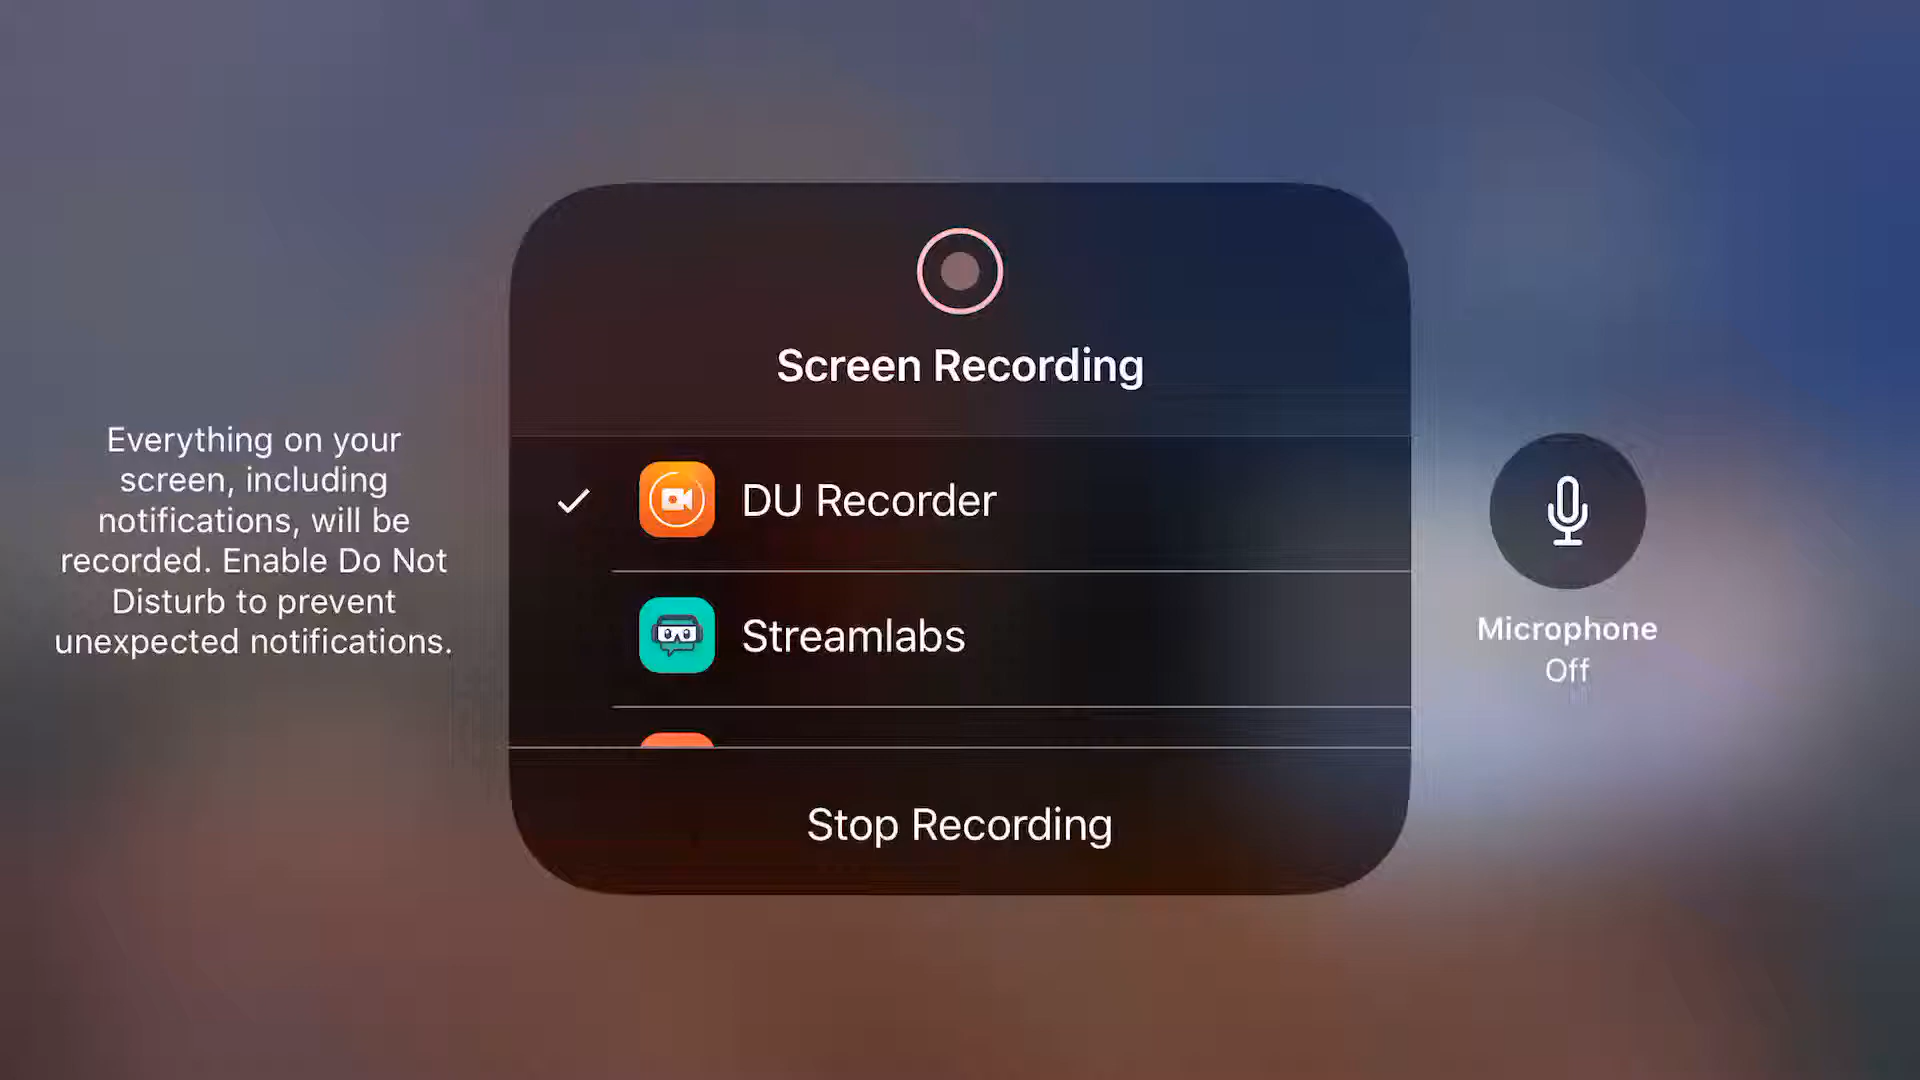 Everything on your
screen, including
notifications, will be
recorded. Enable Do Not
Disturb to prevent
unexpected notifications.
Screen Recording
DU Recorder
Streamlabs
Stop Recording
Microphone
Off